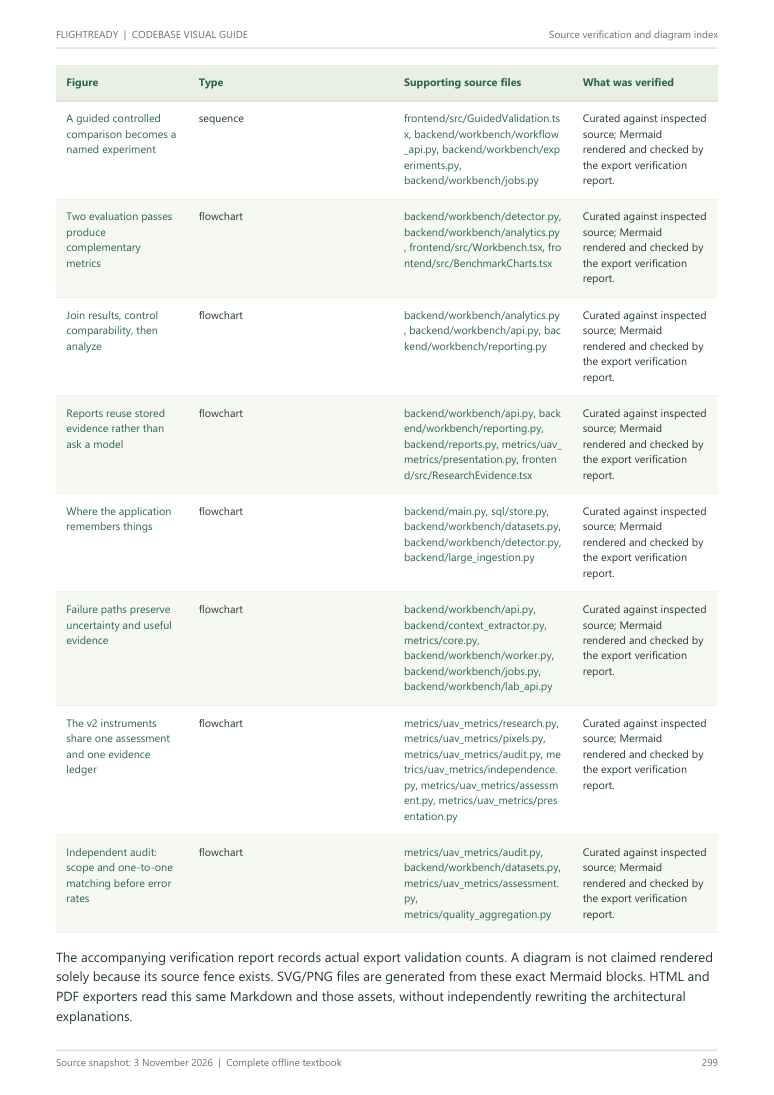 FLIGHTREADY | CODEBASE VISUAL GUIDE
Source verification and diagram index
Figure
Type
Supporting source files
What was verified
A guided controlled
comparison becomes a
named experiment
sequence
frontend/src/GuidedValidation.ts
x, backend/workbench/workflow
_api.py, backend/workbench/exp
eriments.py,
backend/workbench/jobs.py
Curated against inspected
source; Mermaid
rendered and checked by
the export verification
report.
Two evaluation passes
produce
complementary
metrics
flowchart
backend/workbench/detector.py,
backend/workbench/analytics.py
, frontend/src/Workbench.tsx, fro
ntend/src/BenchmarkCharts.tsx
Curated against inspected
source; Mermaid
rendered and checked by
the export verification
report.
Join results, control
comparability, then
analyze
flowchart
backend/workbench/analytics.py
, backend/workbench/api.py, bac
kend/workbench/reporting.py
Curated against inspected
source; Mermaid
rendered and checked by
the export verification
report.
Reports reuse stored
evidence rather than
ask a model
flowchart
backend/workbench/api.py, back
end/workbench/reporting.py,
backend/reports.py, metrics/uav_
metrics/presentation.py, fronten
d/src/ResearchEvidence.tsx
Curated against inspected
source; Mermaid
rendered and checked by
the export verification
report.
Where the application
remembers things
flowchart
backend/main.py, sql/store.py,
backend/workbench/datasets.py,
backend/workbench/detector.py,
backend/large_ingestion.py
Curated against inspected
source; Mermaid
rendered and checked by
the export verification
report.
Failure paths preserve
uncertainty and useful
evidence
flowchart
backend/workbench/api.py,
backend/context_extractor.py,
metrics/core.py,
backend/workbench/worker.py,
backend/workbench/jobs.py,
backend/workbench/lab_api.py
Curated against inspected
source; Mermaid
rendered and checked by
the export verification
report.
The v2 instruments
share one assessment
and one evidence
ledger
flowchart
metrics/uav_metrics/research.py,
metrics/uav_metrics/pixels.py,
metrics/uav_metrics/audit.py, me
trics/uav_metrics/independence.
py, metrics/uav_metrics/assessm
ent.py, metrics/uav_metrics/pres
entation.py
Curated against inspected
source; Mermaid
rendered and checked by
the export verification
report.
Independent audit:
scope and one-to-one
matching before error
rates
flowchart
metrics/uav_metrics/audit.py,
backend/workbench/datasets.py,
metrics/uav_metrics/assessment.
py,
metrics/quality_aggregation.py
Curated against inspected
source; Mermaid
rendered and checked by
the export verification
report.
The accompanying verification report records actual export validation counts. A diagram is not claimed rendered
solely because its source fence exists. SVG/PNG files are generated from these exact Mermaid blocks. HTML and
PDF exporters read this same Markdown and those assets, without independently rewriting the architectural
explanations.
Source snapshot: 3 November 2026 | Complete offline textbook
299